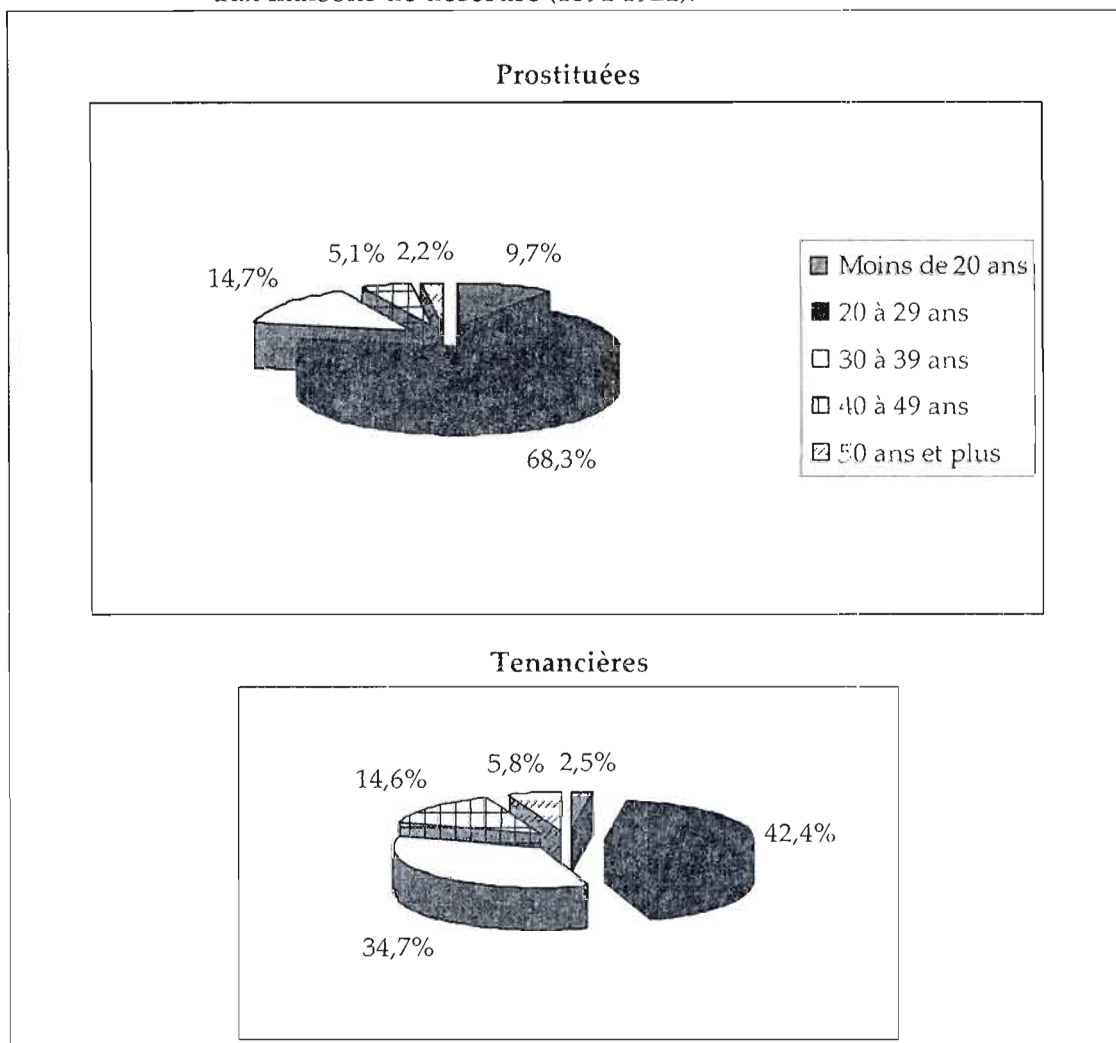 Prostituées
5,1% 2,2% 9,7%
14,7%
68,3%
Moins de 20 ans
20 à 29 ans
30 à 39 ans
40 à 49 ans
50 ans et plus
Tenancières
5,8% 2,5%
14,6%
42,4%
34,7%